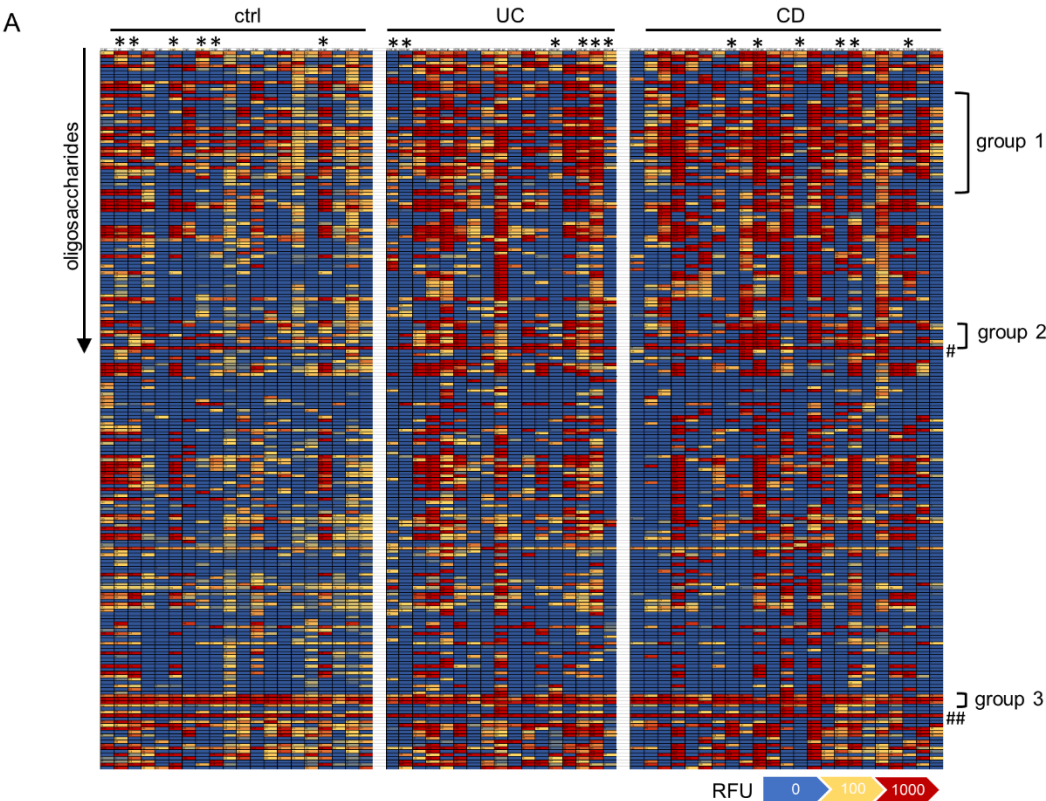 A
ctrl UC CD
** * ** * ** * *** * * * ** *
oligosaccharides
group 1
group 2
#
group 3
##
RFU 0 100 1000